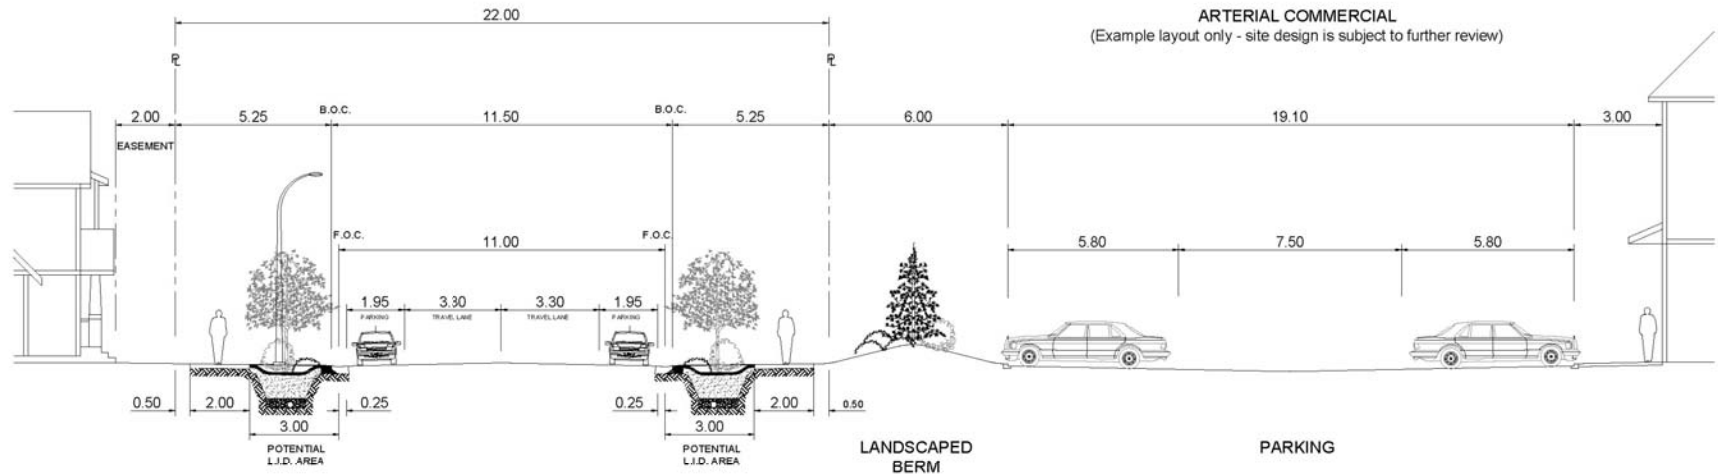 22.00
ARTERIAL COMMERCIAL
(Example layout only - site design is subject to further review)
PL
PL
B.O.C.
B.O.C.
2.00
5.25
11.50
5.25
6.00
19.10
3.00
EASEMENT
F.O.C.
F.O.C.
11.00
5.80
7.50
5.80
1.95
3.30
3.30
1.95
PARKING
TRAVEL LANE
TRAVEL LANE
PARKING
0.50
2.00
0.25
0.25
2.00
0.50
3.00
3.00
POTENTIAL
L.I.D. AREA
POTENTIAL
L.I.D. AREA
LANDSCAPED
BERM
PARKING